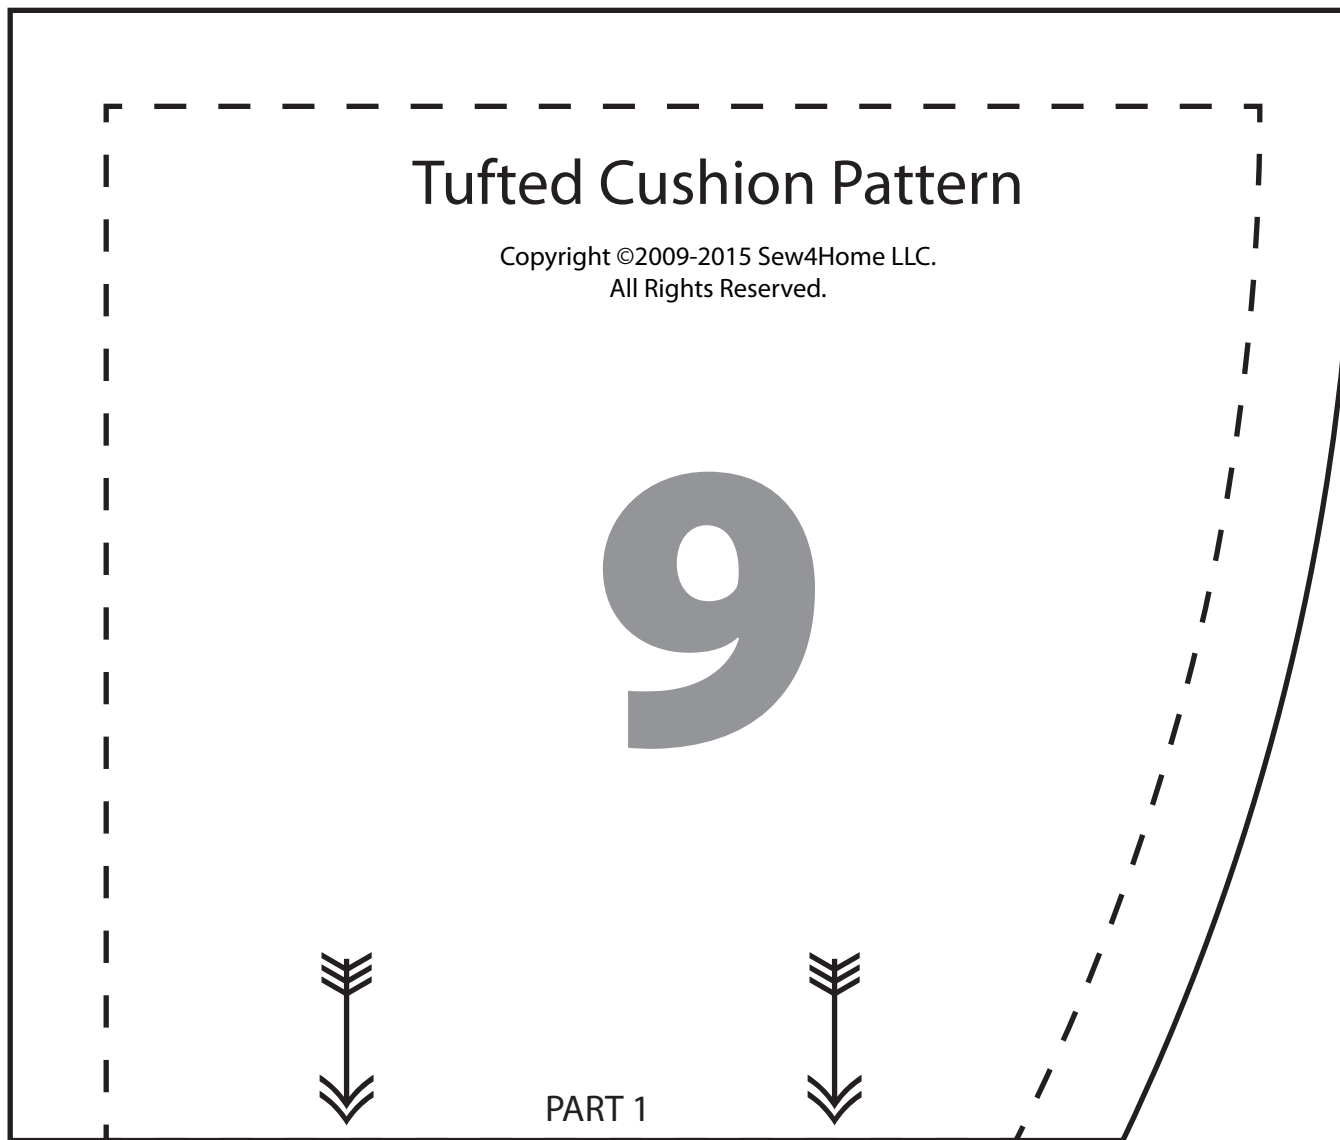 Tufted Cushion Pattern
Copyright ©2009-2015 Sew4Home LLC.
All Rights Reserved.
9
PART 1